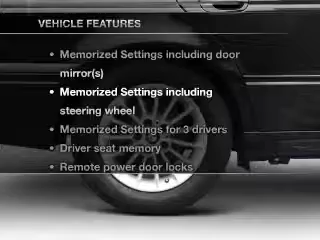 VEHICLE FEATURES
• Memorized Settings including door
mirror(s)
• Memorized Settings including
steering wheel
• Memorized Settings for 3 drivers
• Driver seat memory
• Remote power door locks